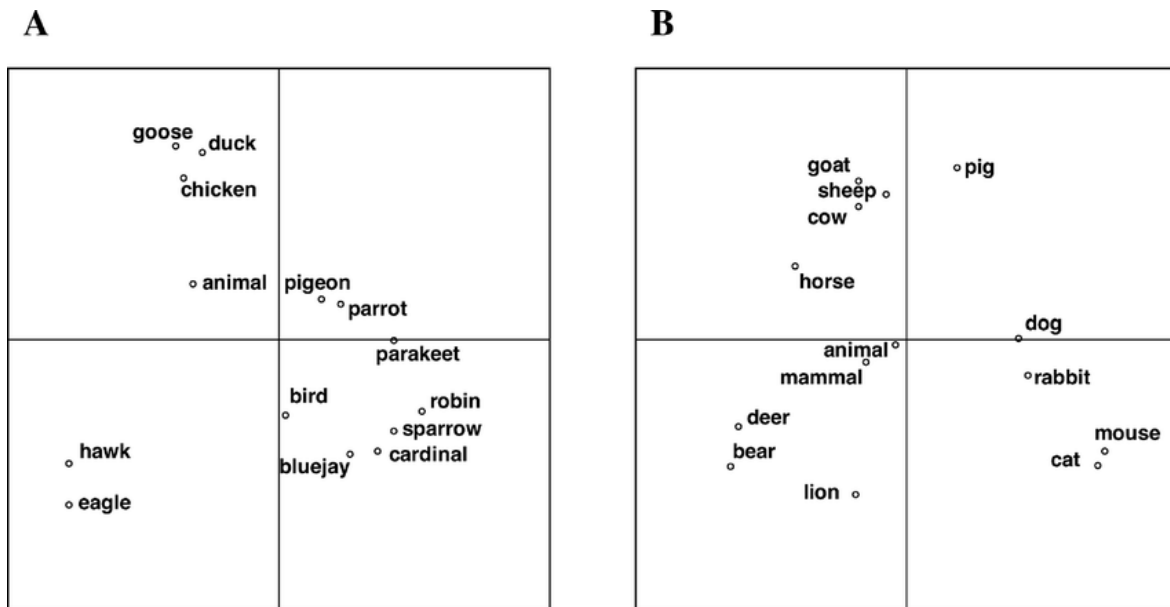 A
goose
duck
chicken
animal
pigeon
parrot
parakeet
bird
robin
sparrow
cardinal
bluejay
hawk
eagle
B
goat
pig
sheep
cow
horse
dog
animal
mammal
rabbit
deer
mouse
bear
cat
lion